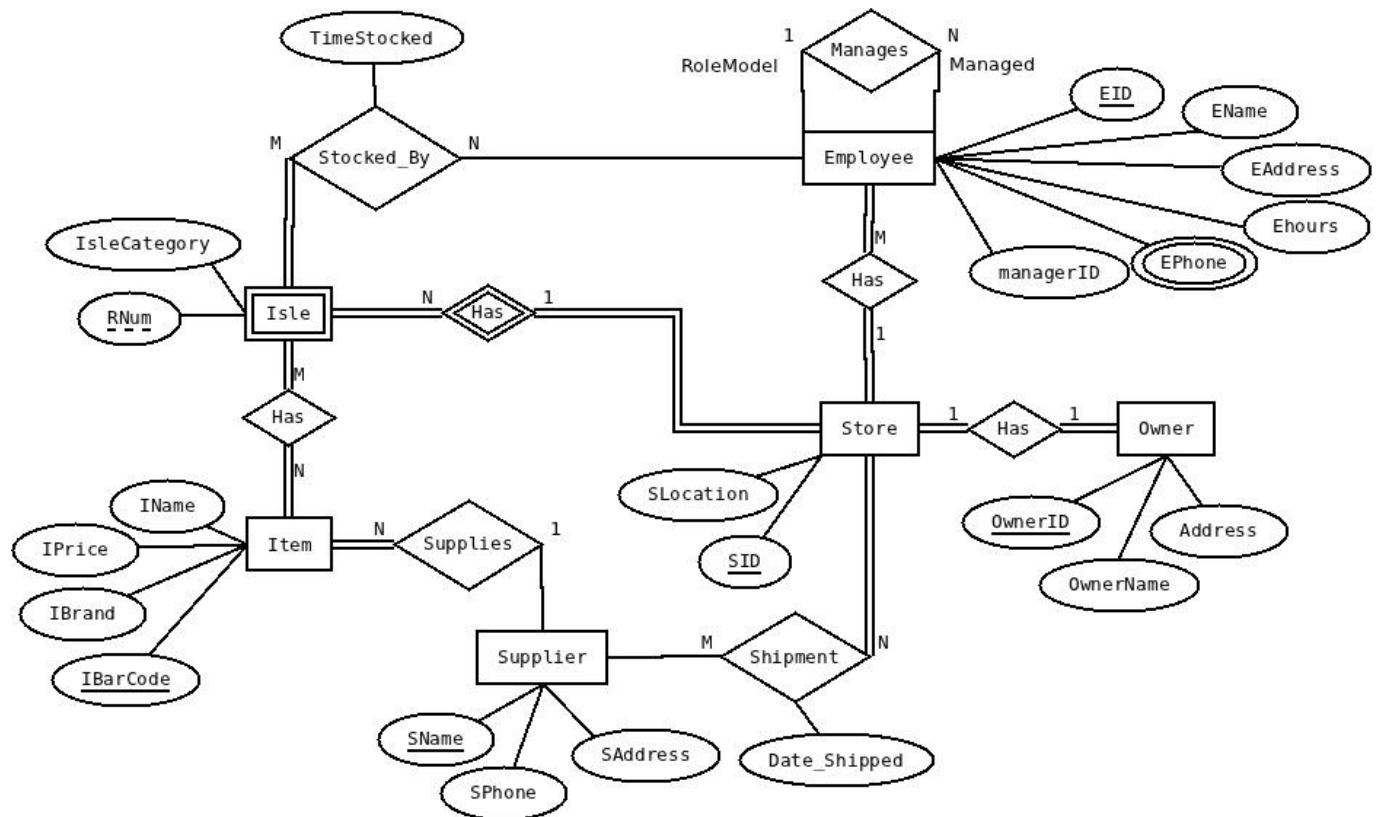 TimeStocked
1
Manages
N
RoleModel
Managed
EID
EName
M
Stocked_By
N
Employee
EAddress
Ehours
IsleCategory
M
EPhone
managerID
Has
RNum
Isle
N
Has
1
1
M
Has
Store
1
Has
1
Owner
N
SLocation
IName
OwnerID
Address
IPrice
Item
N
Supplies
1
SID
OwnerName
IBrand
IBarCode
Supplier
M
Shipment
N
SName
SAddress
Date_Shipped
SPhone